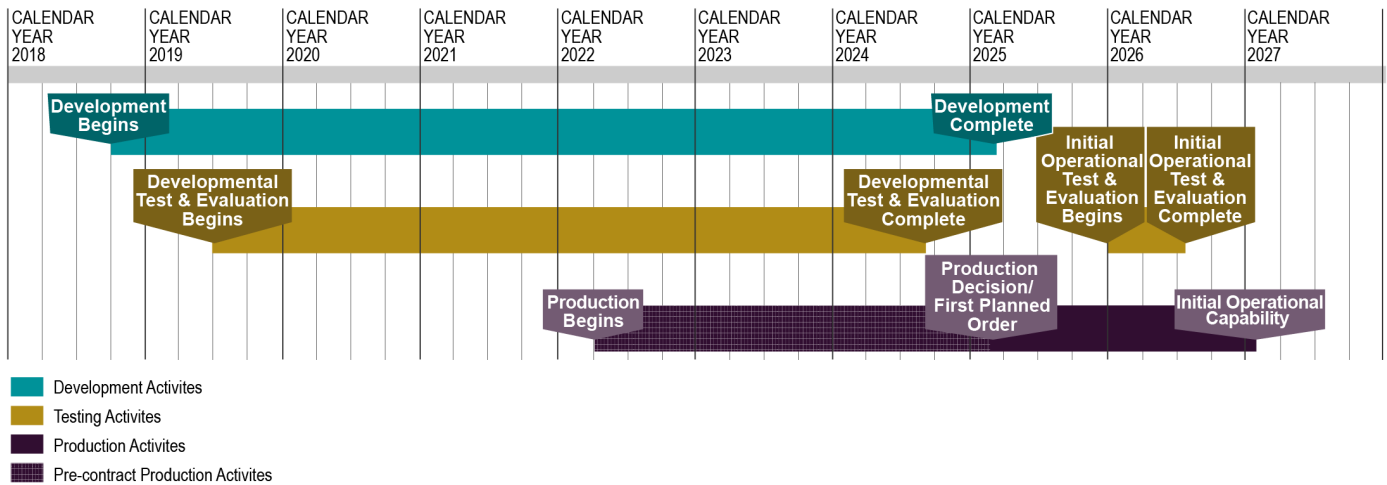 CALENDAR
YEAR
2018
CALENDAR
YEAR
2019
CALENDAR
YEAR
2020
CALENDAR
YEAR
2021
CALENDAR
YEAR
2022
CALENDAR
YEAR
2023
CALENDAR
YEAR
2024
CALENDAR
YEAR
2025
CALENDAR
YEAR
2026
CALENDAR
YEAR
2027
Development
Begins
Development
Complete
Developmental
Test & Evaluation
Begins
Developmental
Test & Evaluation
Complete
Initial
Operational
Test &
Evaluation
Begins
Initial
Operational
Test &
Evaluation
Complete
Production
Begins
Production
Decision/
First Planned
Order
Initial Operational
Capability
Development Activites
Testing Activites
Production Activites
Pre-contract Production Activites